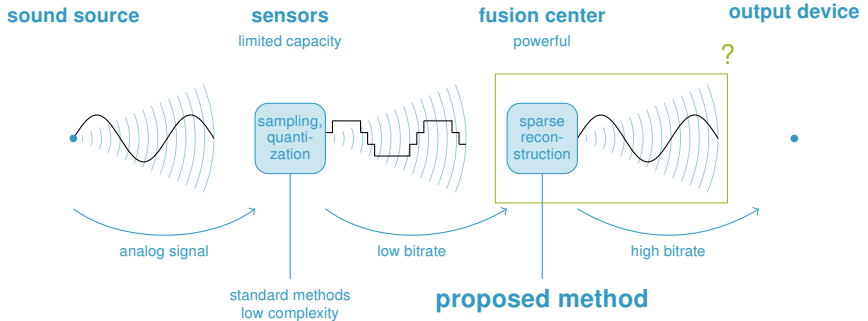 sound source
sensors
fusion center
output device
limited capacity
powerful
?
sampling,
quanti-
zation
sparse
recon-
struction
analog signal
low bitrate
high bitrate
standard methods
low complexity
proposed method